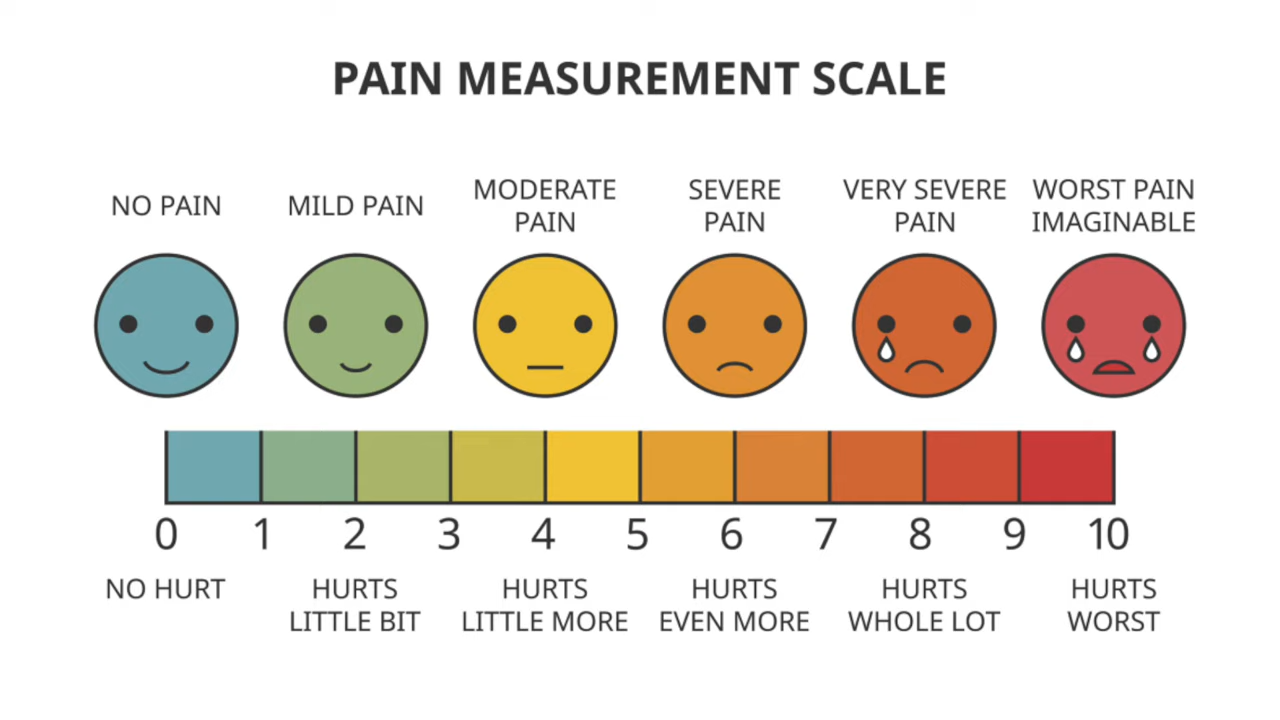 PAIN MEASUREMENT SCALE
NO PAIN
MILD PAIN
MODERATE
PAIN
SEVERE
PAIN
VERY SEVERE
PAIN
WORST PAIN
IMAGINABLE
0 1 2 3 4 5 6 7 8 9 10
NO HURT
HURTS
LITTLE BIT
HURTS
LITTLE MORE
HURTS
EVEN MORE
HURTS
WHOLE LOT
HURTS
WORST